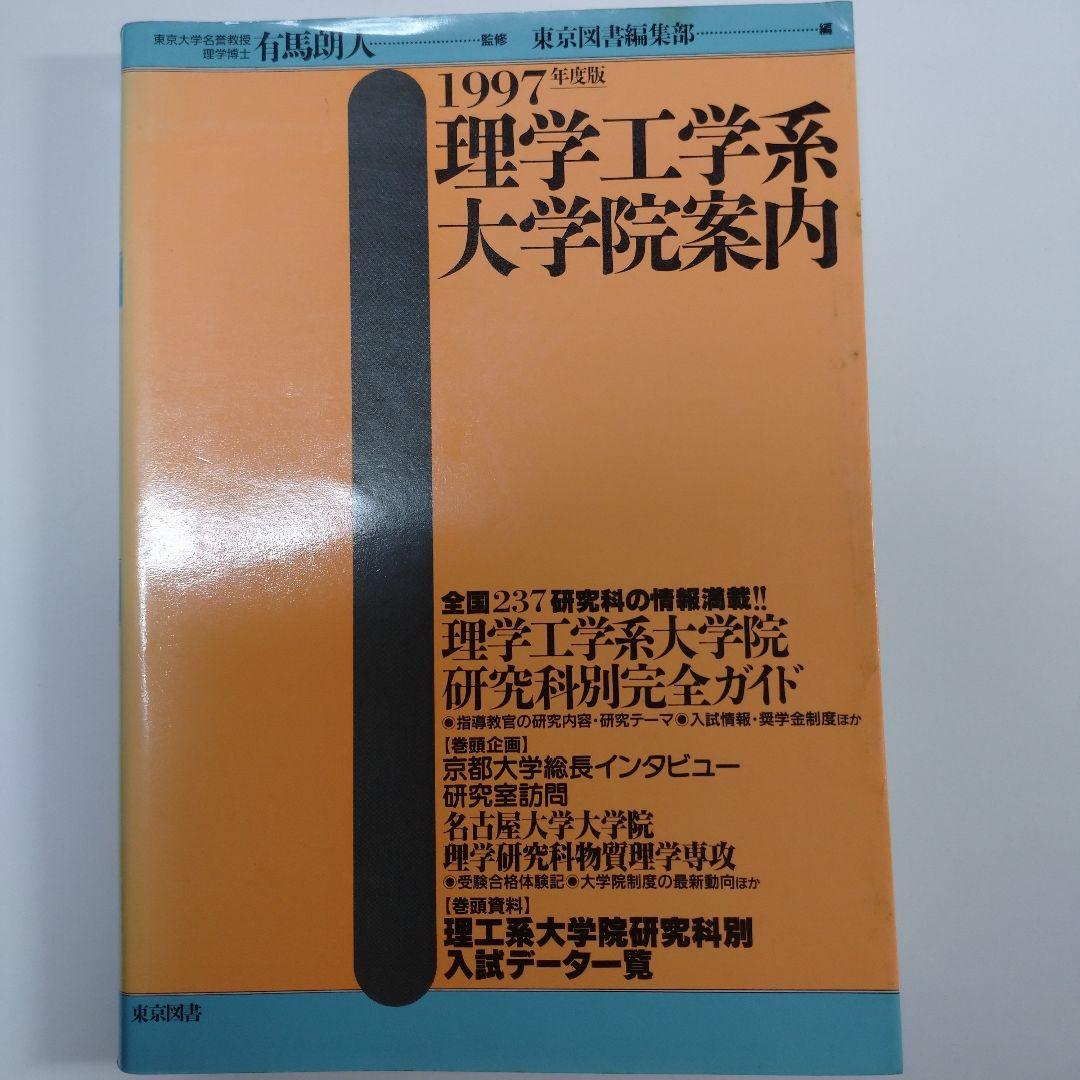 東京大学名誉教授
理学博士 有馬朗人……………………監修 東京図書編集部……………………編
1997年度版
理学工学系
大学院案内
全国237研究科の情報満載!!
理学工学系大学院
研究科別完全ガイド
●指導教官の研究内容・研究テーマ●入試情報・奨学金制度ほか
【巻頭企画】
京都大学総長インタビュー
研究室訪問
名古屋大学大学院
理学研究科物質理学専攻
●受験合格体験記●大学院制度の最新動向ほか
【巻頭資料】
理工系大学院研究科別
入試データ一覧
東京図書